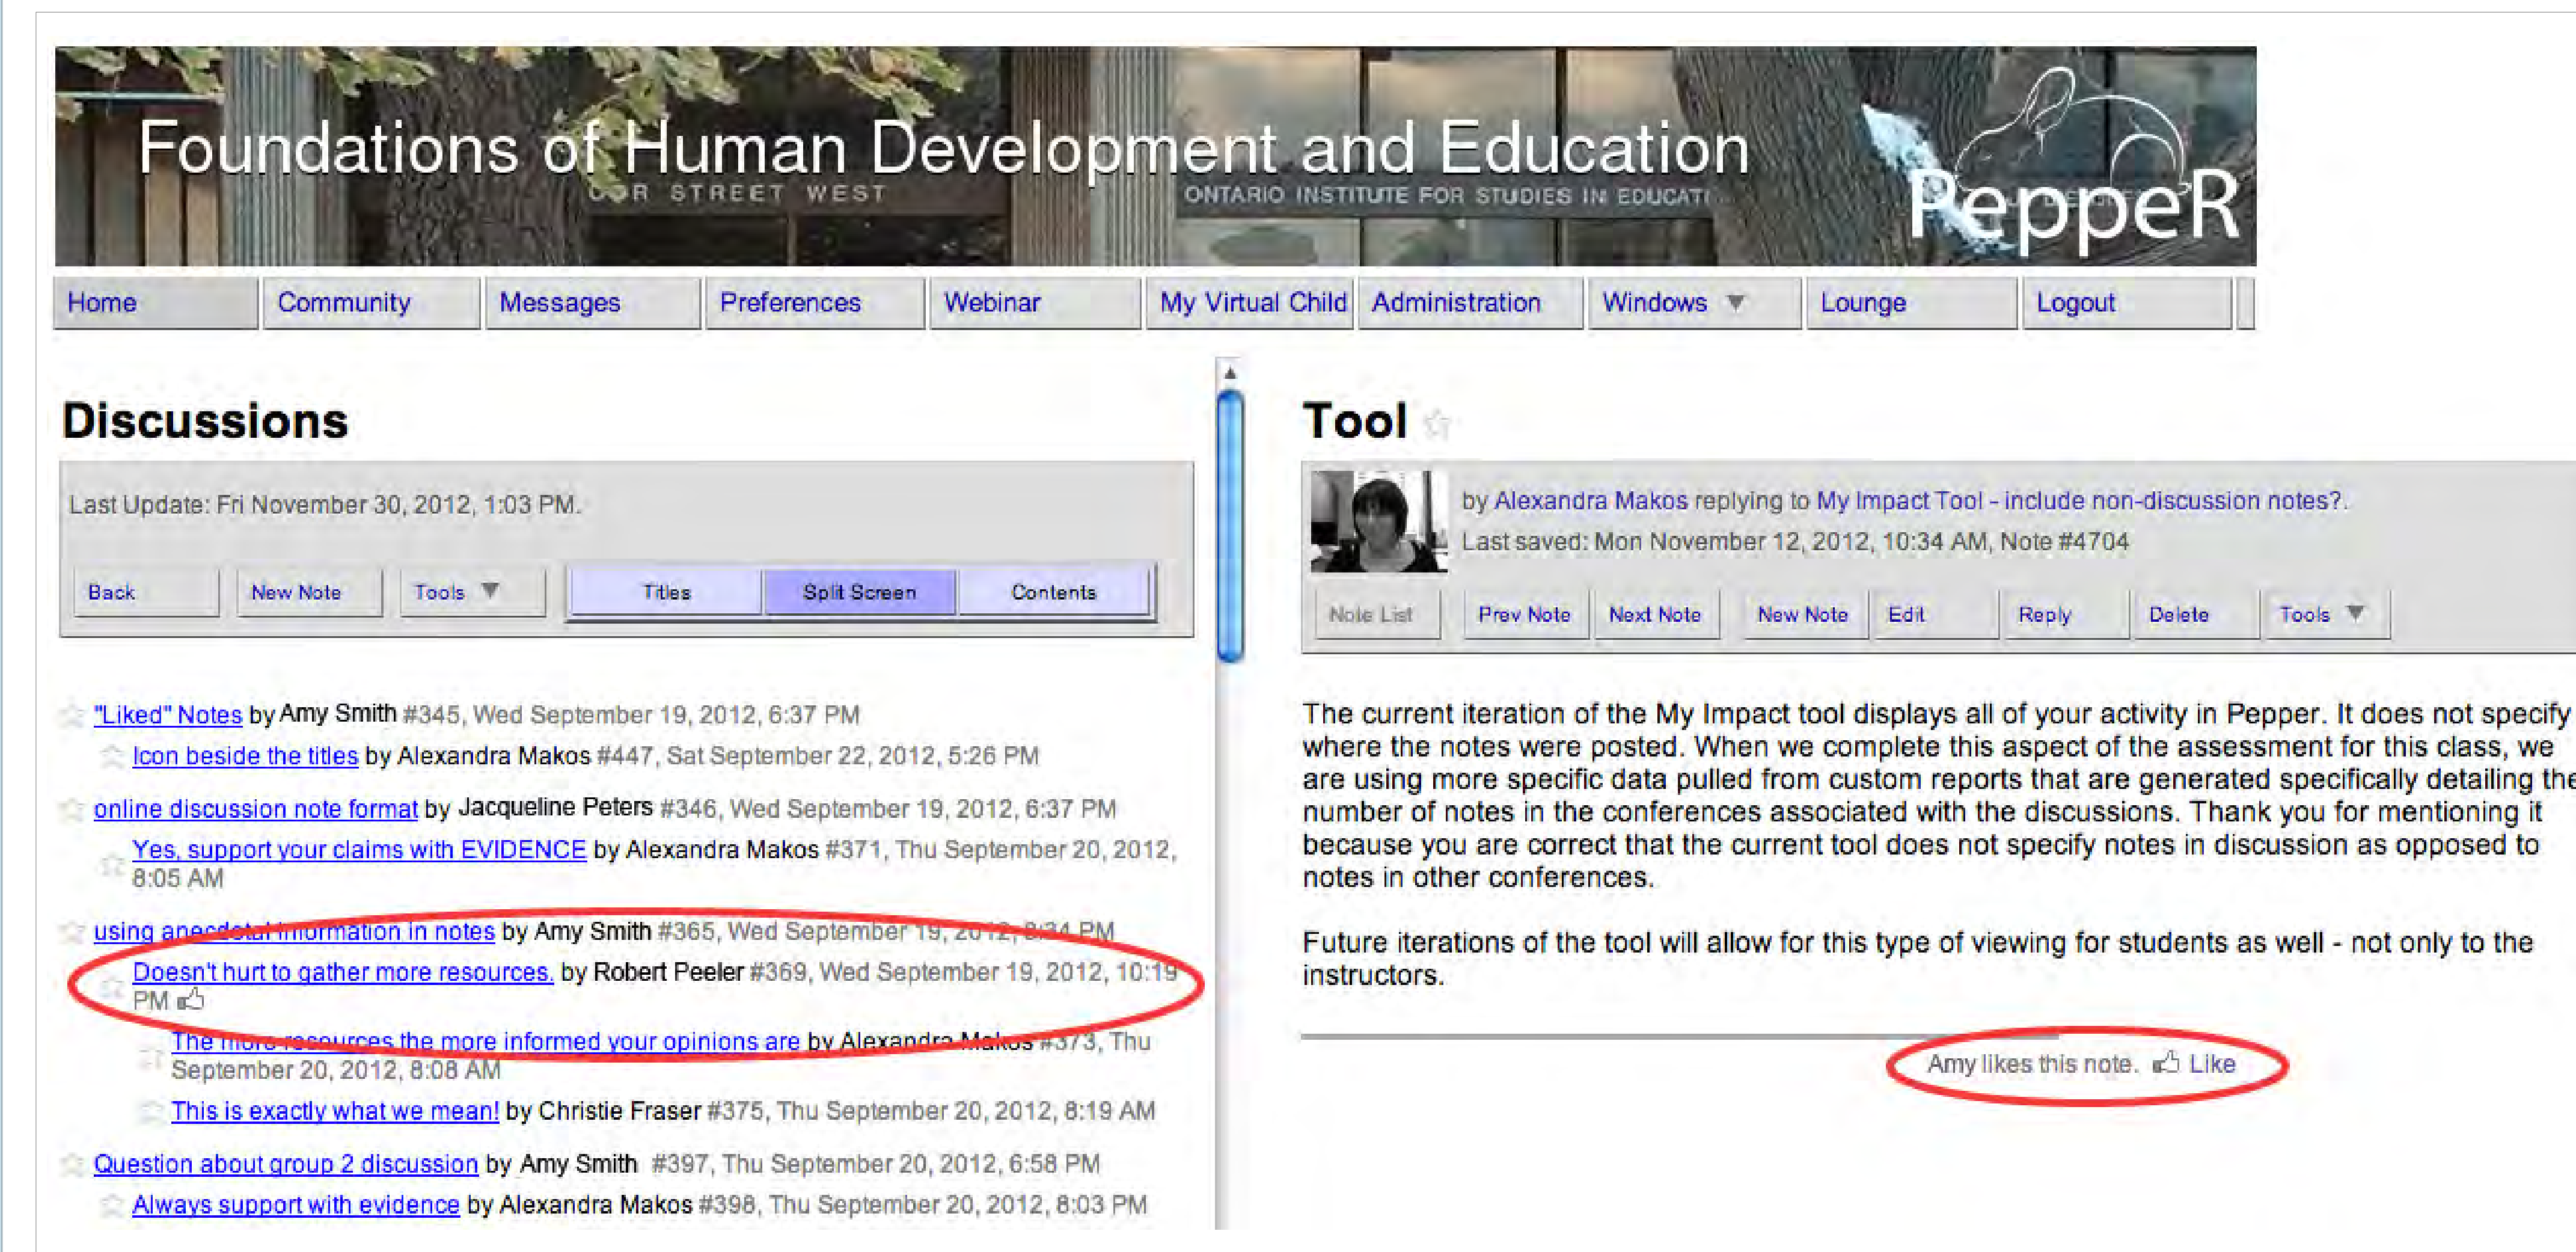 Foundations of Human Development and Education
OOR STREET WEST
ONTARIO INSTITUTE FOR STUDIES IN EDUCATI
PeppeR
Home Community Messages Preferences Webinar My Virtual Child Administration Windows Lounge Logout
Discussions
Last Update: Fri November 30, 2012, 1:03 PM.
Back New Note Tools Titles Split Screen Contents
"Liked" Notes by Amy Smith #345, Wed September 19, 2012, 6:37 PM
Icon beside the titles by Alexandra Makos #447, Sat September 22, 2012, 5:26 PM
online discussion note format by Jacqueline Peters #346, Wed September 19, 2012, 6:37 PM
Yes, support your claims with EVIDENCE by Alexandra Makos #371, Thu September 20, 2012,
8:05 AM
using anecdotal information in notes by Amy Smith #365, Wed September 19, 2012, 8:34 PM
Doesn't hurt to gather more resources. by Robert Peeler #369, Wed September 19, 2012, 10:19
PM
The more resources the more informed your opinions are by Alexandra Makos #373, Thu
September 20, 2012, 8:08 AM
This is exactly what we mean! by Christie Fraser #375, Thu September 20, 2012, 8:19 AM
Question about group 2 discussion by Amy Smith #397, Thu September 20, 2012, 6:58 PM
Always support with evidence by Alexandra Makos #398, Thu September 20, 2012, 8:03 PM
Tool
by Alexandra Makos replying to My Impact Tool - include non-discussion notes?.
Last saved: Mon November 12, 2012, 10:34 AM, Note #4704
Note List Prev Note Next Note New Note Edit Reply Delete Tools
The current iteration of the My Impact tool displays all of your activity in Pepper. It does not specify
where the notes were posted. When we complete this aspect of the assessment for this class, we
are using more specific data pulled from custom reports that are generated specifically detailing the
number of notes in the conferences associated with the discussions. Thank you for mentioning it
because you are correct that the current tool does not specify notes in discussion as opposed to
notes in other conferences.
Future iterations of the tool will allow for this type of viewing for students as well - not only to the
instructors.
Amy likes this note. Like